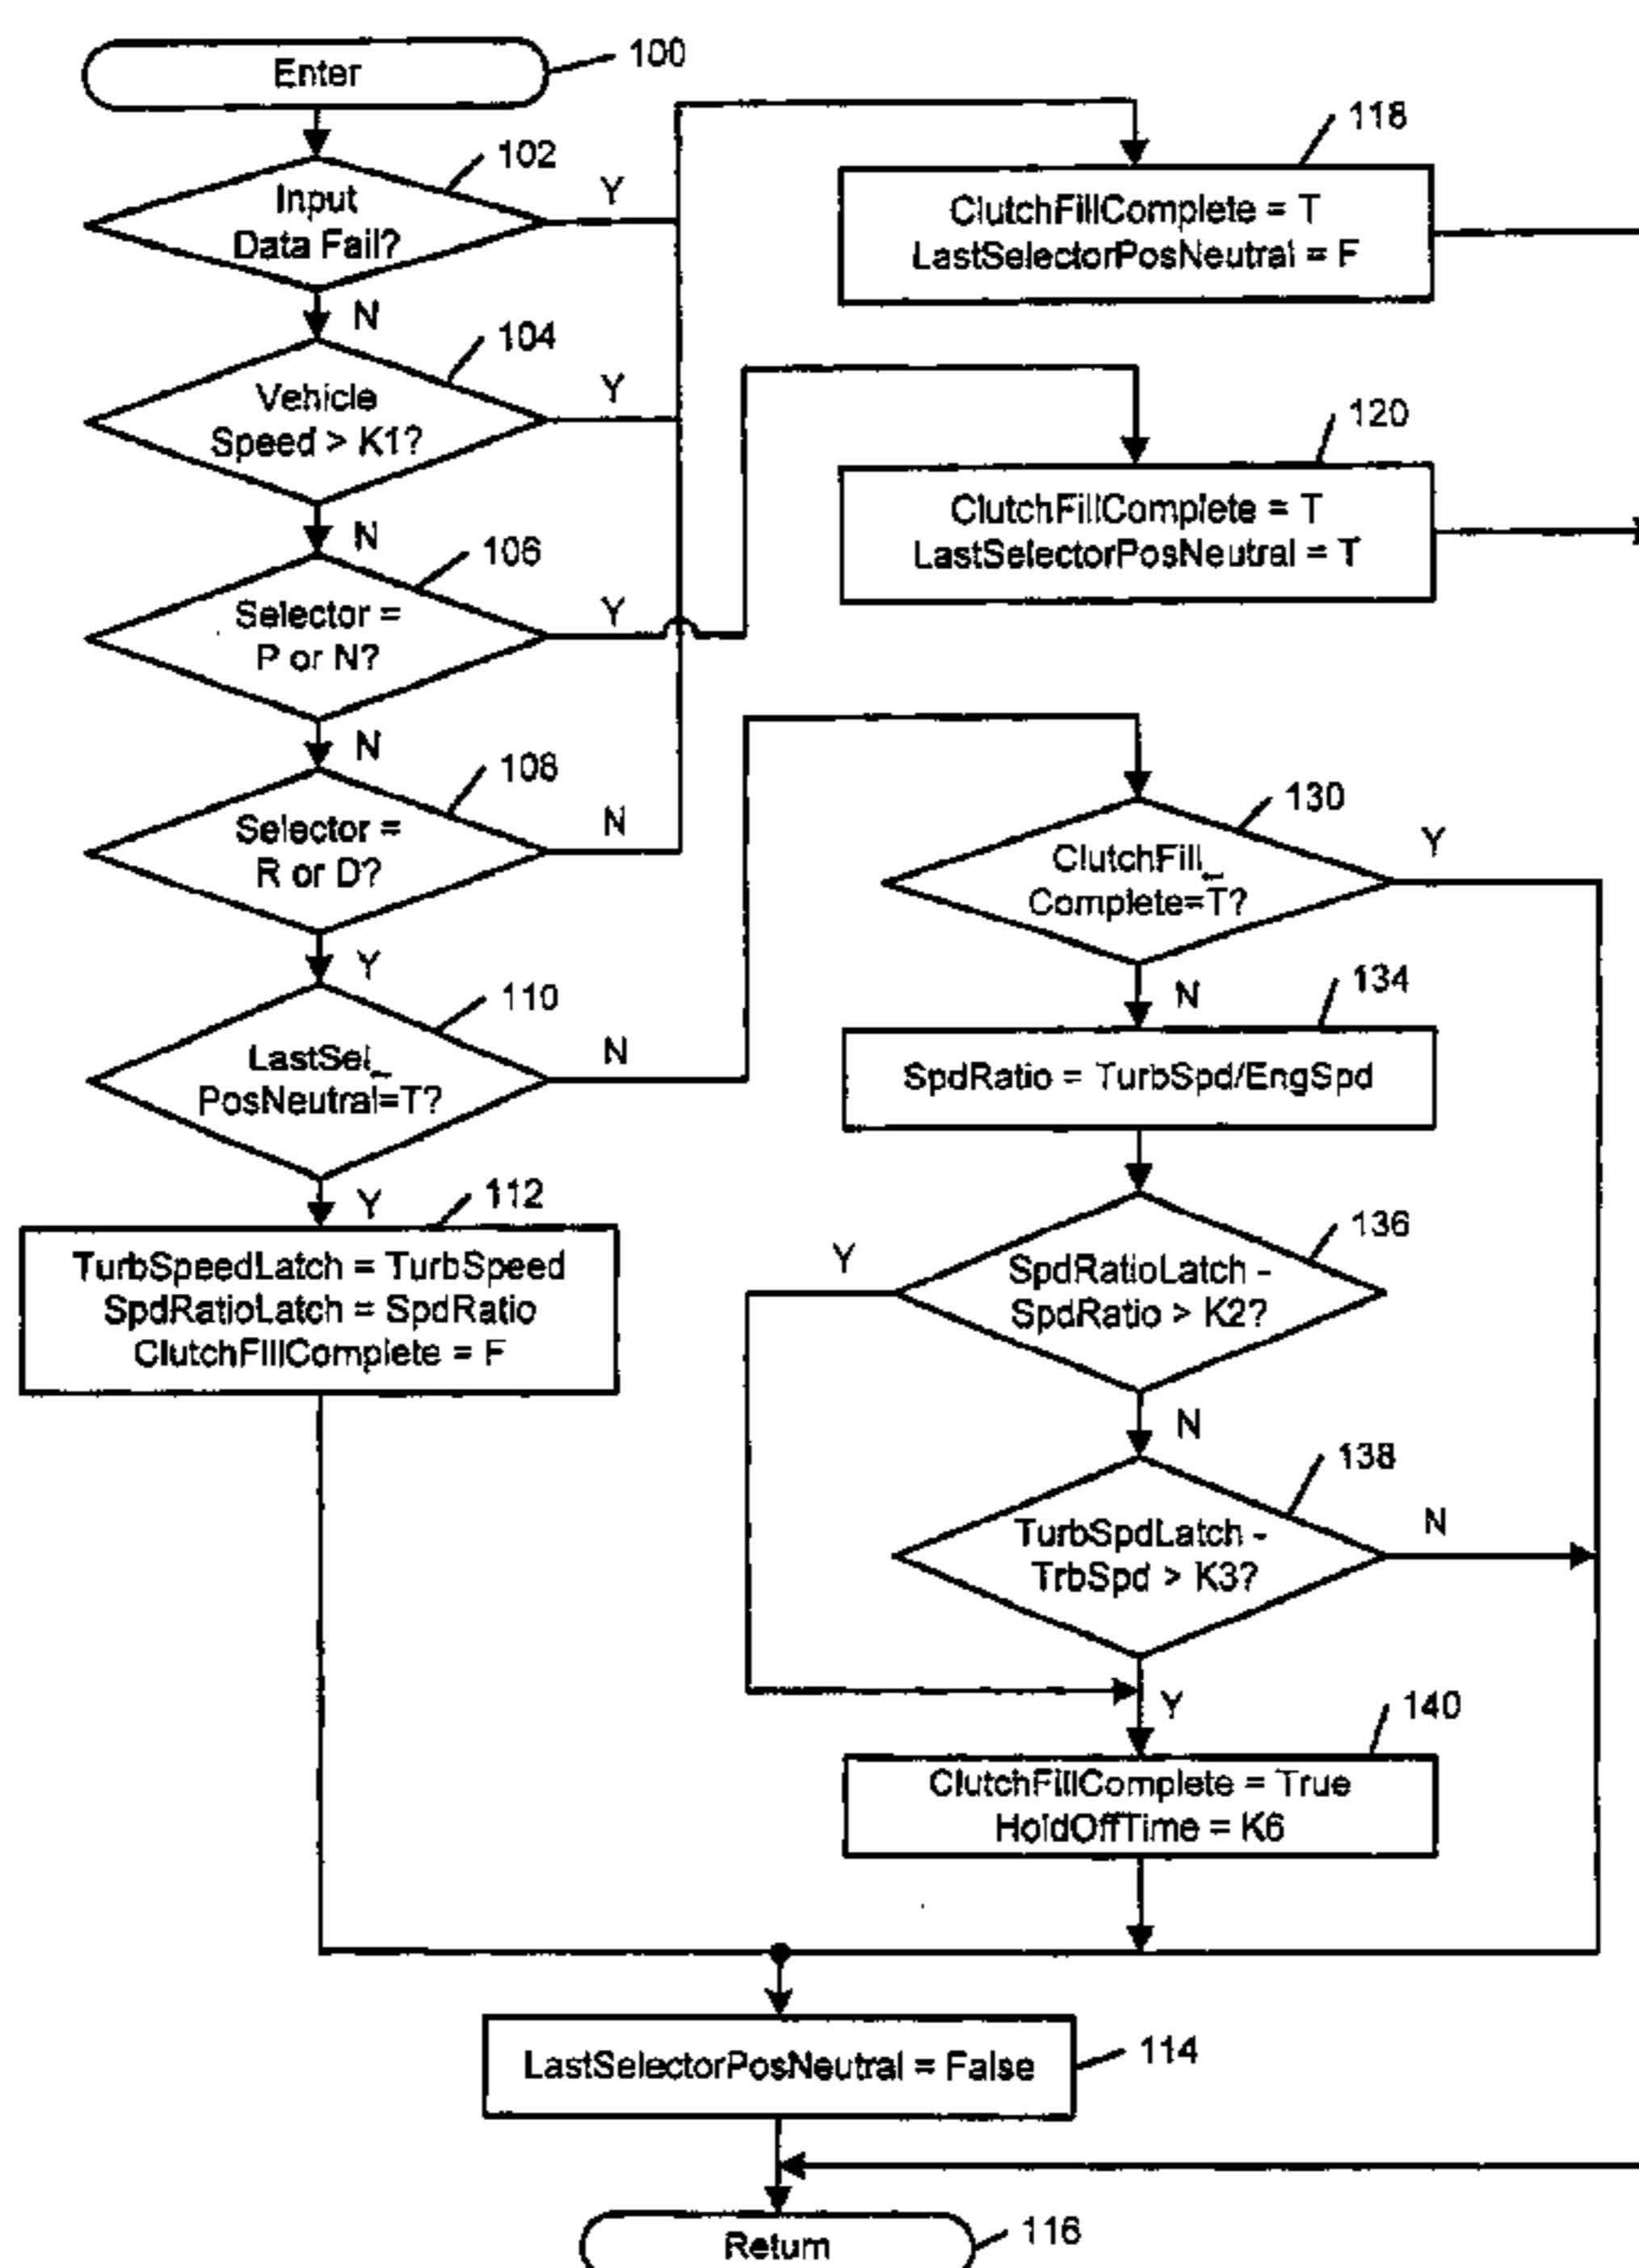 Enter
100
102
Input
Data Fail?
Y
N
118
ClutchFillComplete = T
LastSelectorPosNeutral = F
104
Vehicle
Speed > K1?
Y
N
120
ClutchFillComplete = T
LastSelectorPosNeutral = T
106
Selector =
P or N?
Y
N
108
Selector =
R or D?
N
Y
130
ClutchFill_
Complete=T?
Y
N
110
LastSel_
PosNeutral=T?
N
Y
134
SpdRatio = TurbSpd/EngSpd
112
TurbSpeedLatch = TurbSpeed
SpdRatioLatch = SpdRatio
ClutchFillComplete = F
136
SpdRatioLatch -
SpdRatio > K2?
Y
N
138
TurbSpdLatch -
TrbSpd > K3?
N
Y
140
ClutchFillComplete = True
HoldOffTime = K6
LastSelectorPosNeutral = False
114
Return
116